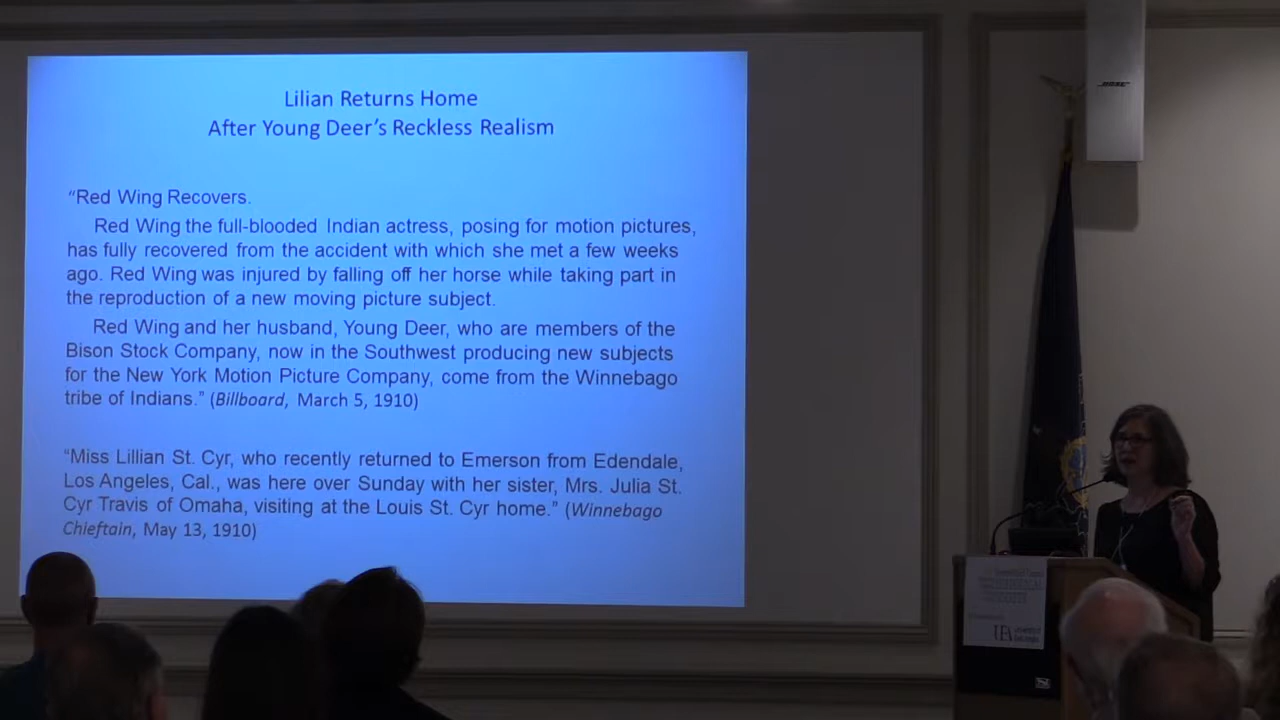 Lilian Returns Home
After Young Deer's Reckless Realism
"Red Wing Recovers.
Red Wing the full-blooded Indian actress, posing for motion pictures,
has fully recovered from the accident with which she met a few weeks
ago. Red Wing was injured by falling off her horse while taking part in
the reproduction of a new moving picture subject.
Red Wing and her husband, Young Deer, who are members of the
Bison Stock Company, now in the Southwest producing new subjects
for the New York Motion Picture Company, come from the Winnebago
tribe of Indians." (Billboard, March 5, 1910)
"Miss Lillian St. Cyr, who recently returned to Emerson from Edendale,
Los Angeles, Cal., was here over Sunday with her sister, Mrs. Julia St.
Cyr Travis of Omaha, visiting at the Louis St. Cyr home." (Winnebago
Chieftain, May 13, 1910)
BOSE